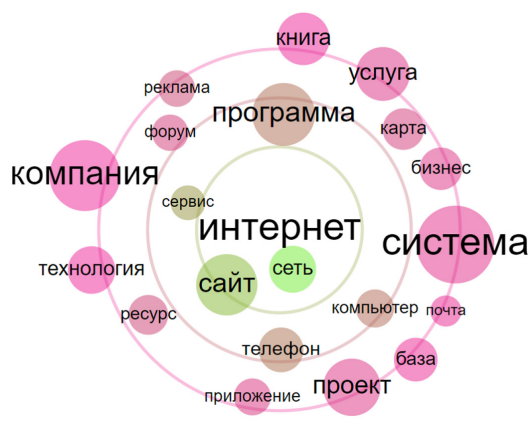 книга
услуга
реклама
программа
форум
карта
компания
бизнес
сервис
интернет
система
технология
сеть
сайт
ресурс
компьютер
почта
телефон
база
проект
приложение